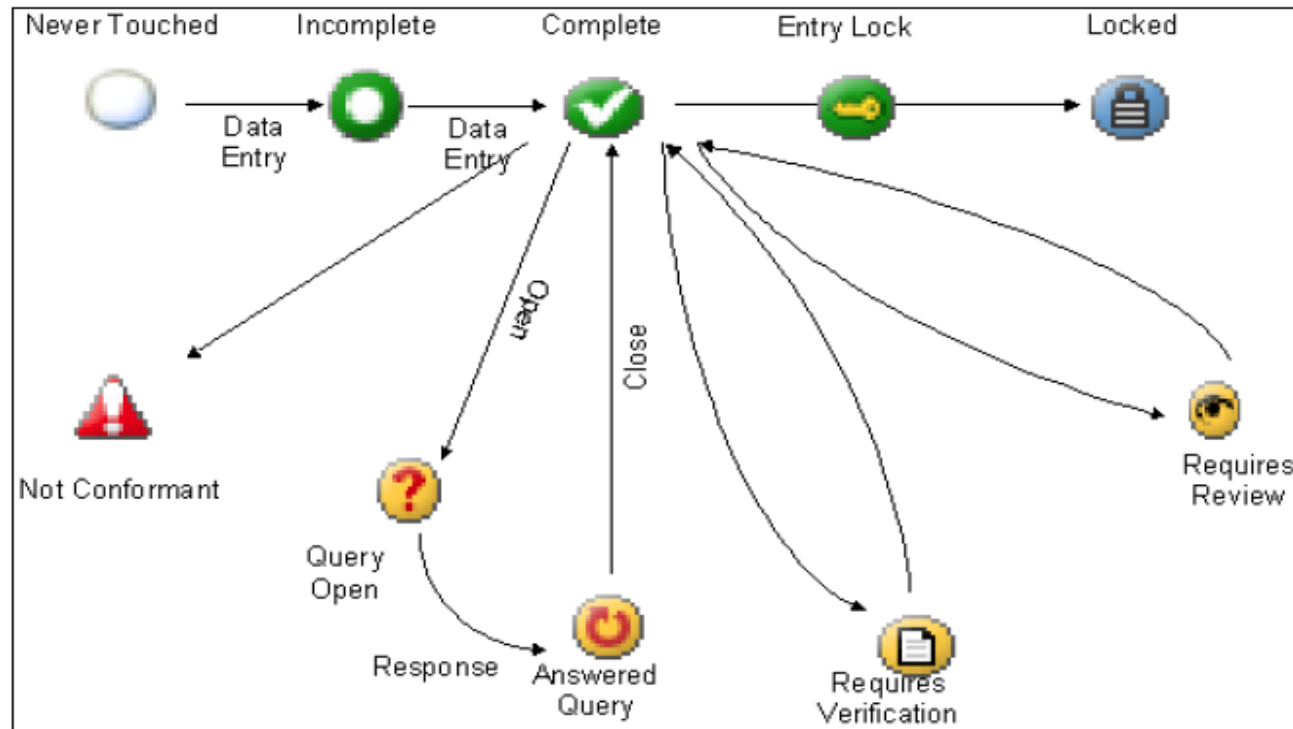 Never Touched
Incomplete
Complete
Entry Lock
Locked
Data
Entry
Data
Entry
Open
Close
Not Conformant
?
Query
Open
Response
Answered
Query
Requires
Verification
Requires
Review